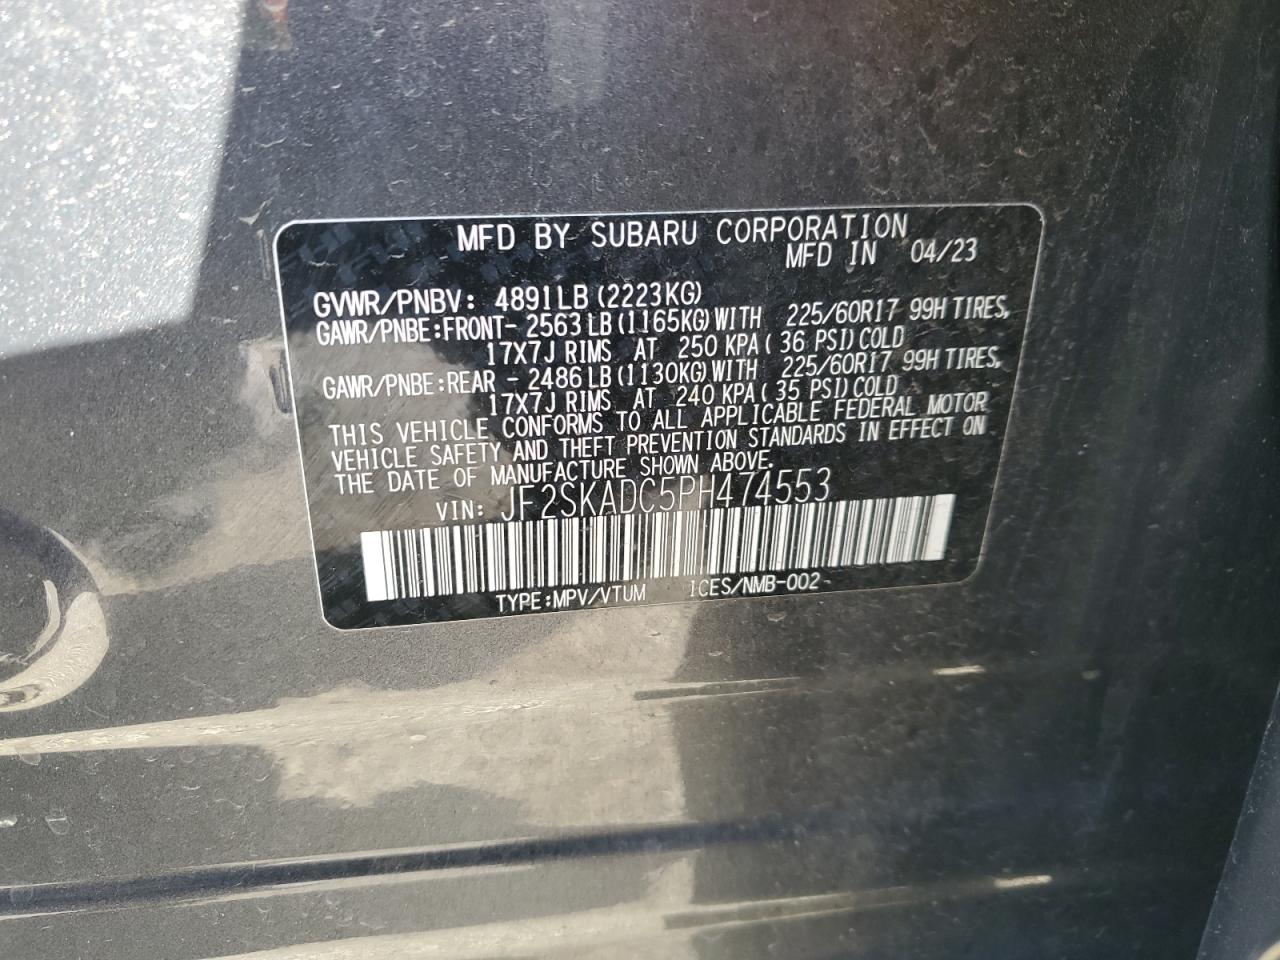 MFD BY SUBARU CORPORATION
MFD IN 04/23
GVWR/PNBV: 4891LB(2223KG)
GAWR/PNBE:FRONT- 2563LB(1165KG)WITH 225/60R17 99H TIRES,
17X7J RIMS AT 250 KPA( 36 PSI)COLD
GAWR/PNBE:REAR - 2486LB(1130KG)WITH 225/60R17 99H TIRES,
17X7J RIMS AT 240 KPA( 35 PSI)COLD
THIS VEHICLE CONFORMS TO ALL APPLICABLE FEDERAL MOTOR
VEHICLE SAFETY AND THEFT PREVENTION STANDARDS IN EFFECT ON
THE DATE OF MANUFACTURE SHOWN ABOVE.
VIN: JF2SKADC5PH474553
TYPE:MPV/VTUM ICES/NMB-002